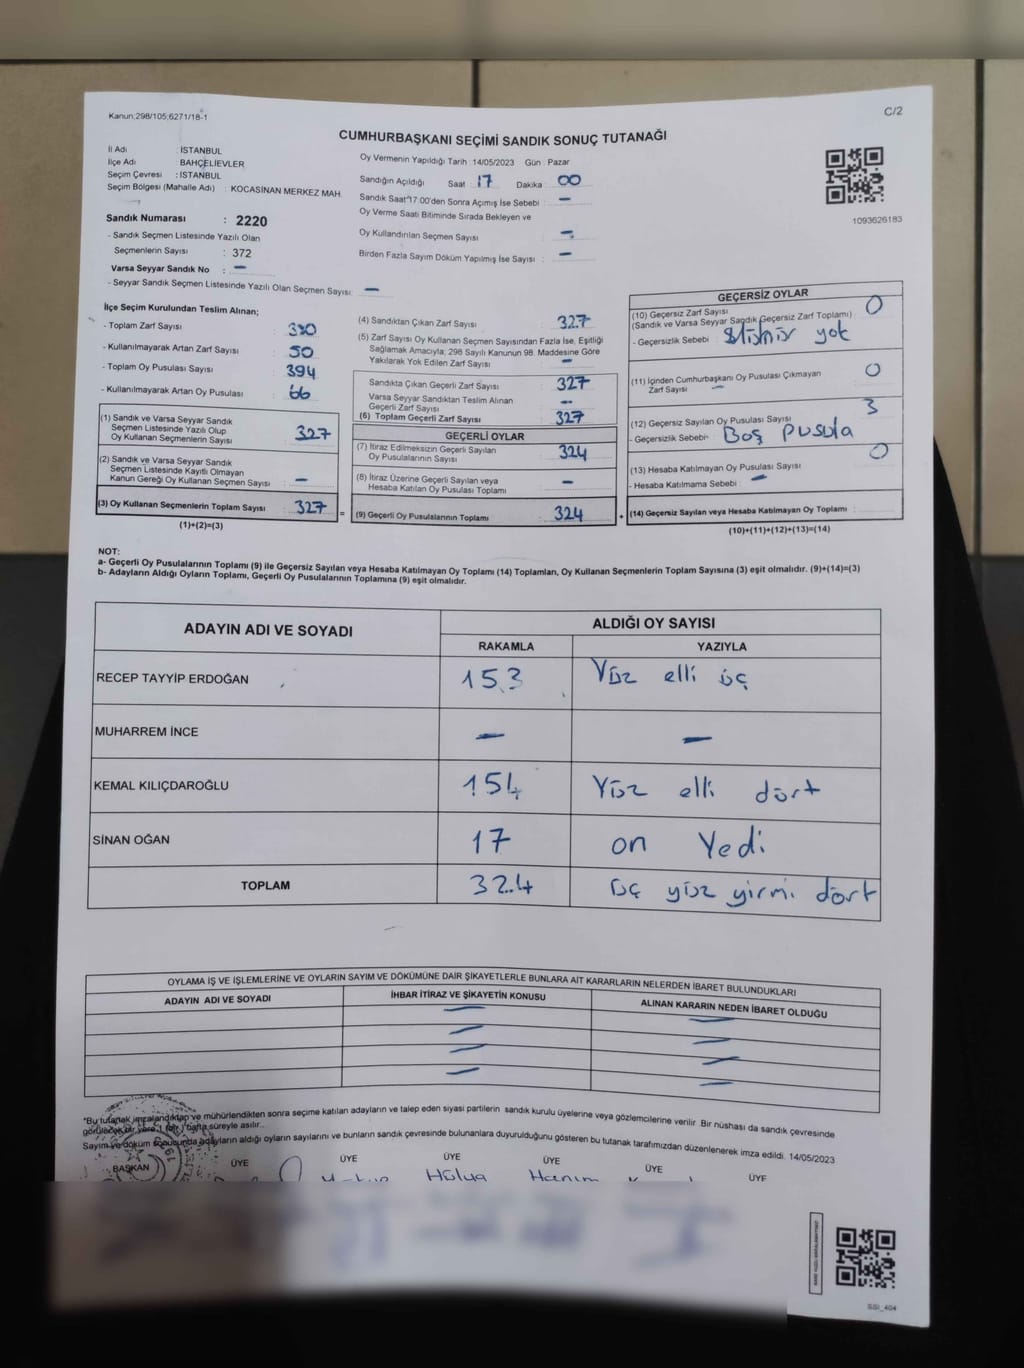 Kanun;298/105;6271/18-1
C/2
CUMHURBAŞKANI SEÇİMİ SANDIK SONUÇ TUTANAĞI
İl Adı : İSTANBUL
İlçe Adı : BAHÇELİEVLER
Seçim Çevresi : İSTANBUL
Seçim Bölgesi (Mahalle Adı) : KOCASİNAN MERKEZ MAH.
Sandık Numarası : 2220
- Sandık Seçmen Listesinde Yazılı Olan
Seçmenlerin Sayısı : 372
Varsa Seyyar Sandık No : –
- Seyyar Sandık Seçmen Listesinde Yazılı Olan Seçmen Sayısı: –
Oy Vermenin Yapıldığı Tarih :14/05/2023 Gün : Pazar
Sandığın Açıldığı Saat : 17 Dakika 00
Sandık Saat 17:00'den Sonra Açımış İse Sebebi : –
Oy Verme Saati Bitiminde Sırada Bekleyen ve
Oy Kullandırılan Seçmen Sayısı –
Birden Fazla Sayım Döküm Yapılmış İse Sayısı : –
1093626183
İlçe Seçim Kurulundan Teslim Alınan;
- Toplam Zarf Sayısı : 380
- Kullanılmayarak Artan Zarf Sayısı : 50
- Toplam Oy Pusulası Sayısı : 394
- Kullanılmayarak Artan Oy Pusulası : 66
(1) Sandık ve Varsa Seyyar Sandık
Seçmen Listesinde Yazılı Olup
Oy Kullanan Seçmenlerin Sayısı : 327
(2) Sandık ve Varsa Seyyar Sandık
Seçmen Listesinde Kayıtlı Olmayan
Kanun Gereği Oy Kullanan Seçmen Sayısı : –
(3) Oy Kullanan Seçmenlerin Toplam Sayısı : 327
(1)+(2)=(3)
(4) Sandıktan Çıkan Zarf Sayısı : 327
(5) Zarf Sayısı Oy Kullanan Seçmen Sayısından Fazla İse, Eşitliği
Sağlamak Amacıyla; 298 Sayılı Kanunun 98. Maddesine Göre
Yakılarak Yok Edilen Zarf Sayısı : –
Sandıkta Çıkan Geçerli Zarf Sayısı : 327
Varsa Seyyar Sandıktan Teslim Alınan
Geçerli Zarf Sayısı : –
(6) Toplam Geçerli Zarf Sayısı : 327
GEÇERLİ OYLAR
(7) İtiraz Edilmeksizin Geçerli Sayılan
Oy Pusulalarının Sayısı : 324
(8) İtiraz Üzerine Geçerli Sayılan veya
Hesaba Katılan Oy Pusulası Toplamı : –
= (9) Geçerli Oy Pusulalarının Toplamı : 324
GEÇERSİZ OYLAR
(10) Geçersiz Zarf Sayısı 0
(Sandık ve Varsa Seyyar Sandık Geçersiz Zarf Toplamı)
- Geçersizlik Sebebi : yok
(11) İçinden Cumhurbaşkanı Oy Pusulası Çıkmayan 0
Zarf Sayısı –
(12) Geçersiz Sayılan Oy Pusulası Sayısı 3
- Geçersizlik Sebebi : Boş pusula
(13) Hesaba Katılmayan Oy Pusulası Sayısı 0
- Hesaba Katılmama Sebebi : –
+ (14) Geçersiz Sayılan veya Hesaba Katılmayan Oy Toplamı :
(10)+(11)+(12)+(13)=(14)
NOT:
a- Geçerli Oy Pusulalarının Toplamı (9) ile Geçersiz Sayılan veya Hesaba Katılmayan Oy Toplamı (14) Toplamları, Oy Kullanan Seçmenlerin Toplam Sayısına (3) eşit olmalıdır. (9)+(14)=(3)
b- Adayların Aldığı Oyların Toplamı, Geçerli Oy Pusulalarının Toplamına (9) eşit olmalıdır.
ADAYIN ADI VE SOYADI
ALDIĞI OY SAYISI
RAKAMLA YAZIYLA
RECEP TAYYİP ERDOĞAN 153 Yüz elli üç
MUHARREM İNCE – –
KEMAL KILIÇDAROĞLU 154 Yüz elli dört
SİNAN OĞAN 17 on Yedi
TOPLAM 324 üç yüz yirmi dört
OYLAMA İŞ VE İŞLEMLERİNE VE OYLARIN SAYIM VE DÖKÜMÜNE DAİR ŞİKAYETLERLE BUNLARA AİT KARARLARIN NELERDEN İBARET BULUNDUKLARI
ADAYIN ADI VE SOYADI İHBAR İTİRAZ VE ŞİKAYETİN KONUSU ALINAN KARARIN NEDEN İBARET OLDUĞU
– –
– –
– –
– –
"Bu tutanak imzalandıktan ve mühürlendikten sonra seçime katılan adayların ve talep eden siyasi partilerin sandık kurulu üyelerine veya gözlemcilerine verilir. Bir nüshası da sandık çevresinde
görülecek bir yere 1 (bir) hafta süreyle asılır.
Sayım ve döküm sonucunda adayların aldığı oyların sayılarını ve bunların sandık çevresinde bulunanlara duyurulduğunu gösteren bu tutanak tarafımızdan düzenlenerek imza edildi. 14/05/2023
BAŞKAN ÜYE ÜYE ÜYE ÜYE ÜYE ÜYE
Hülya Hanım
SSI_404